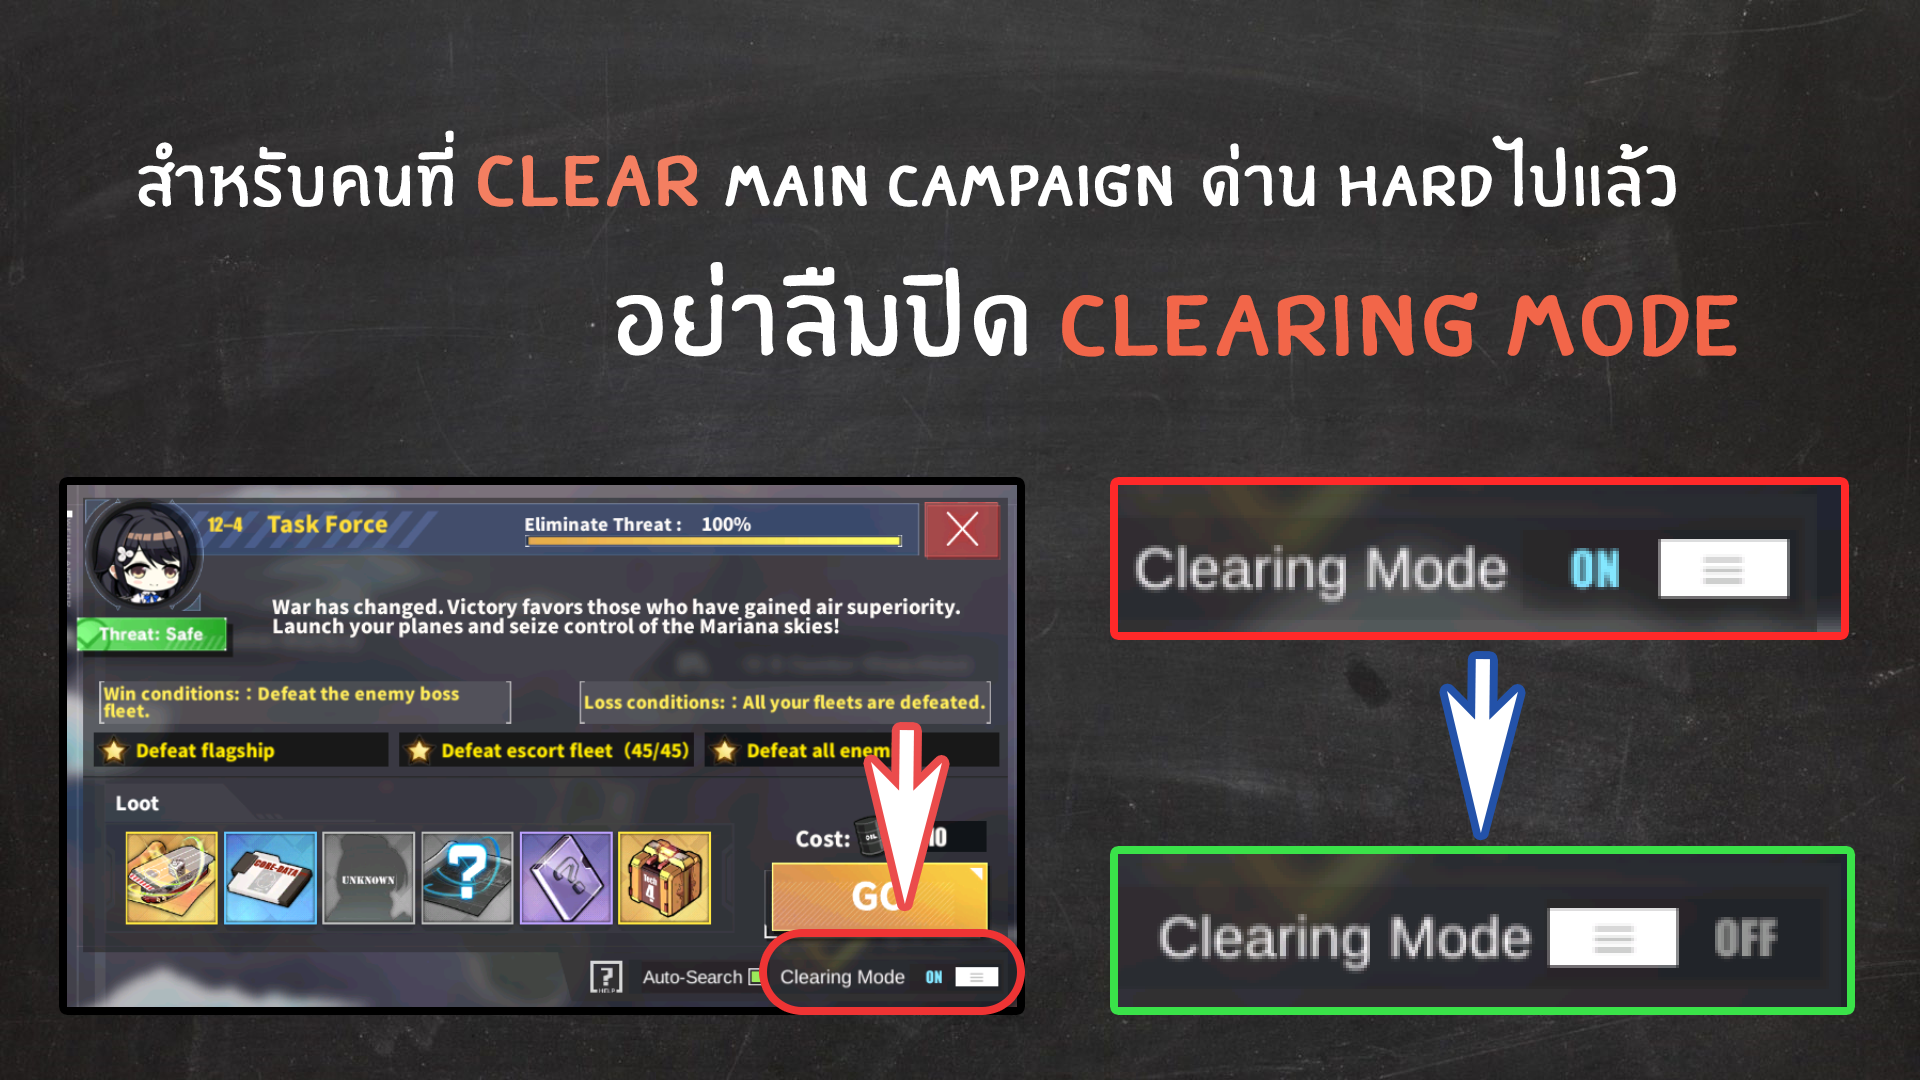 สำหรับคนที่ CLEAR MAIN CAMPAIGN ด่าน HARD ไปแล้ว
อย่าลืมปิด CLEARING MODE
12-4 Task Force
Eliminate Threat : 100%
Threat: Safe
War has changed. Victory favors those who have gained air superiority.
Launch your planes and seize control of the Mariana skies!
Win conditions: : Defeat the enemy boss
fleet.
Loss conditions: : All your fleets are defeated.
Defeat flagship
Defeat escort fleet (45/45)
Defeat all enem
Loot
CORE-DATA
UNKNOWN
?
Tech
4
Cost:
OIL
10
GO
?
HELP
Auto-Search
Clearing Mode ON
Clearing Mode ON
Clearing Mode OFF